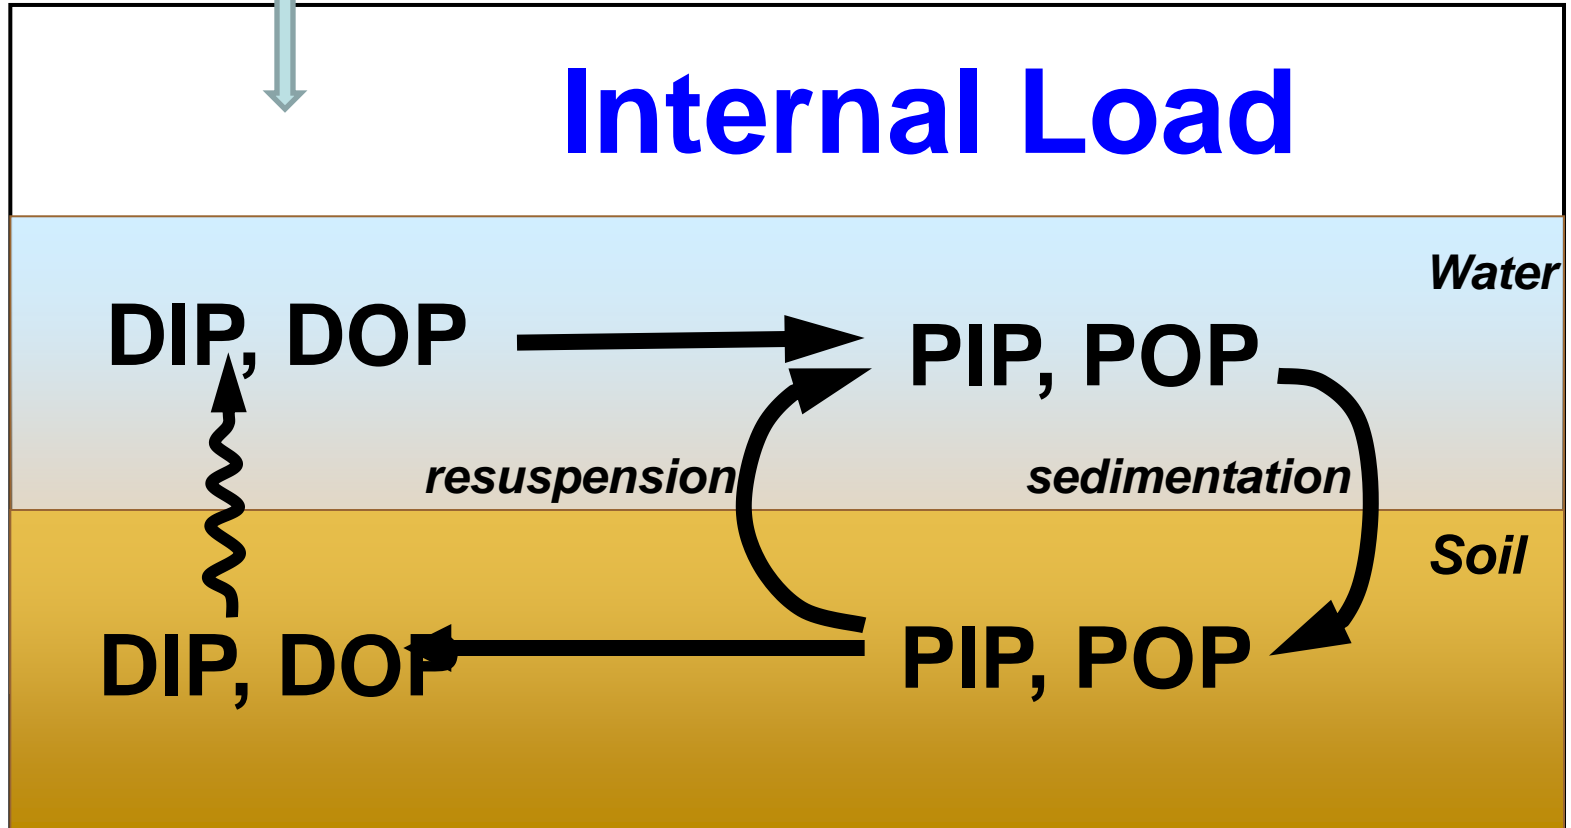 Internal Load
Water
DIP, DOP
PIP, POP
resuspension
sedimentation
Soil
DIP, DOP
PIP, POP